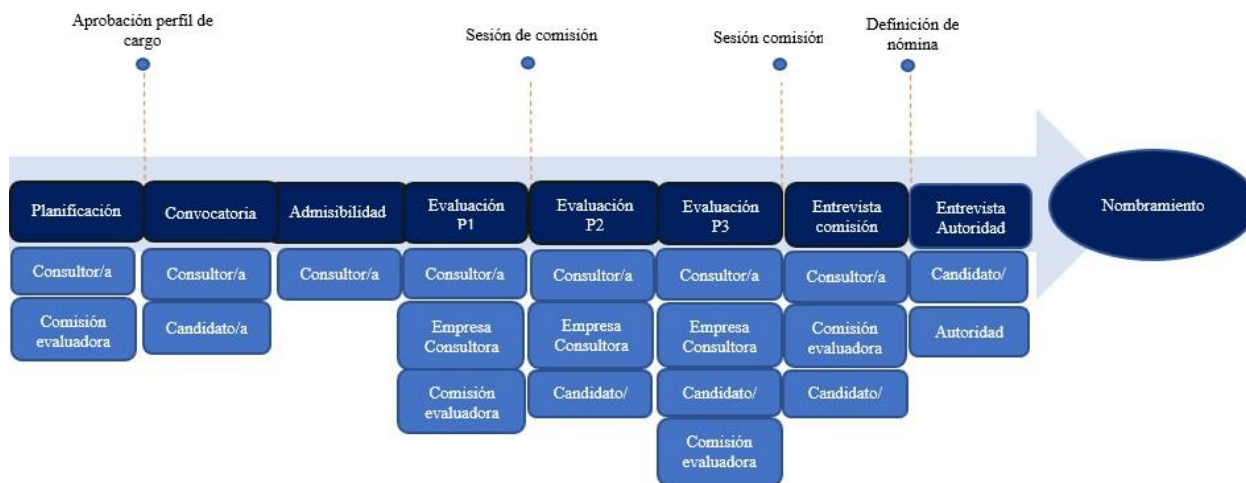 Aprobación perfil de
cargo
Sesión de comisión
Sesión comisión
Definición de
nómina
Planificación
Convocatoria
Admisibilidad
Evaluación
P1
Evaluación
P2
Evaluación
P3
Entrevista
comisión
Entrevista
Autoridad
Nombramiento
Consultor/a
Consultor/a
Consultor/a
Consultor/a
Consultor/a
Consultor/a
Consultor/a
Candidato/
Comisión
evaluadora
Candidato/a
Empresa
Consultora
Empresa
Consultora
Empresa
Consultora
Comisión
evaluadora
Autoridad
Comisión
evaluadora
Candidato/
Candidato/
Candidato/
Comisión
evaluadora